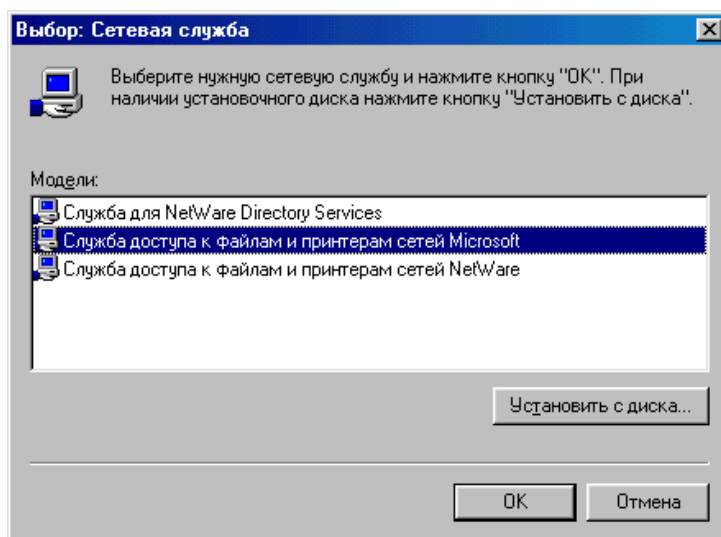 Выбор: Сетевая служба
Выберите нужную сетевую службу и нажмите кнопку "OK". При
наличии установочного диска нажмите кнопку "Установить с диска".
Модели:
Служба для NetWare Directory Services
Служба доступа к файлам и принтерам сетей Microsoft
Служба доступа к файлам и принтерам сетей NetWare
Установить с диска...
OK
Отмена